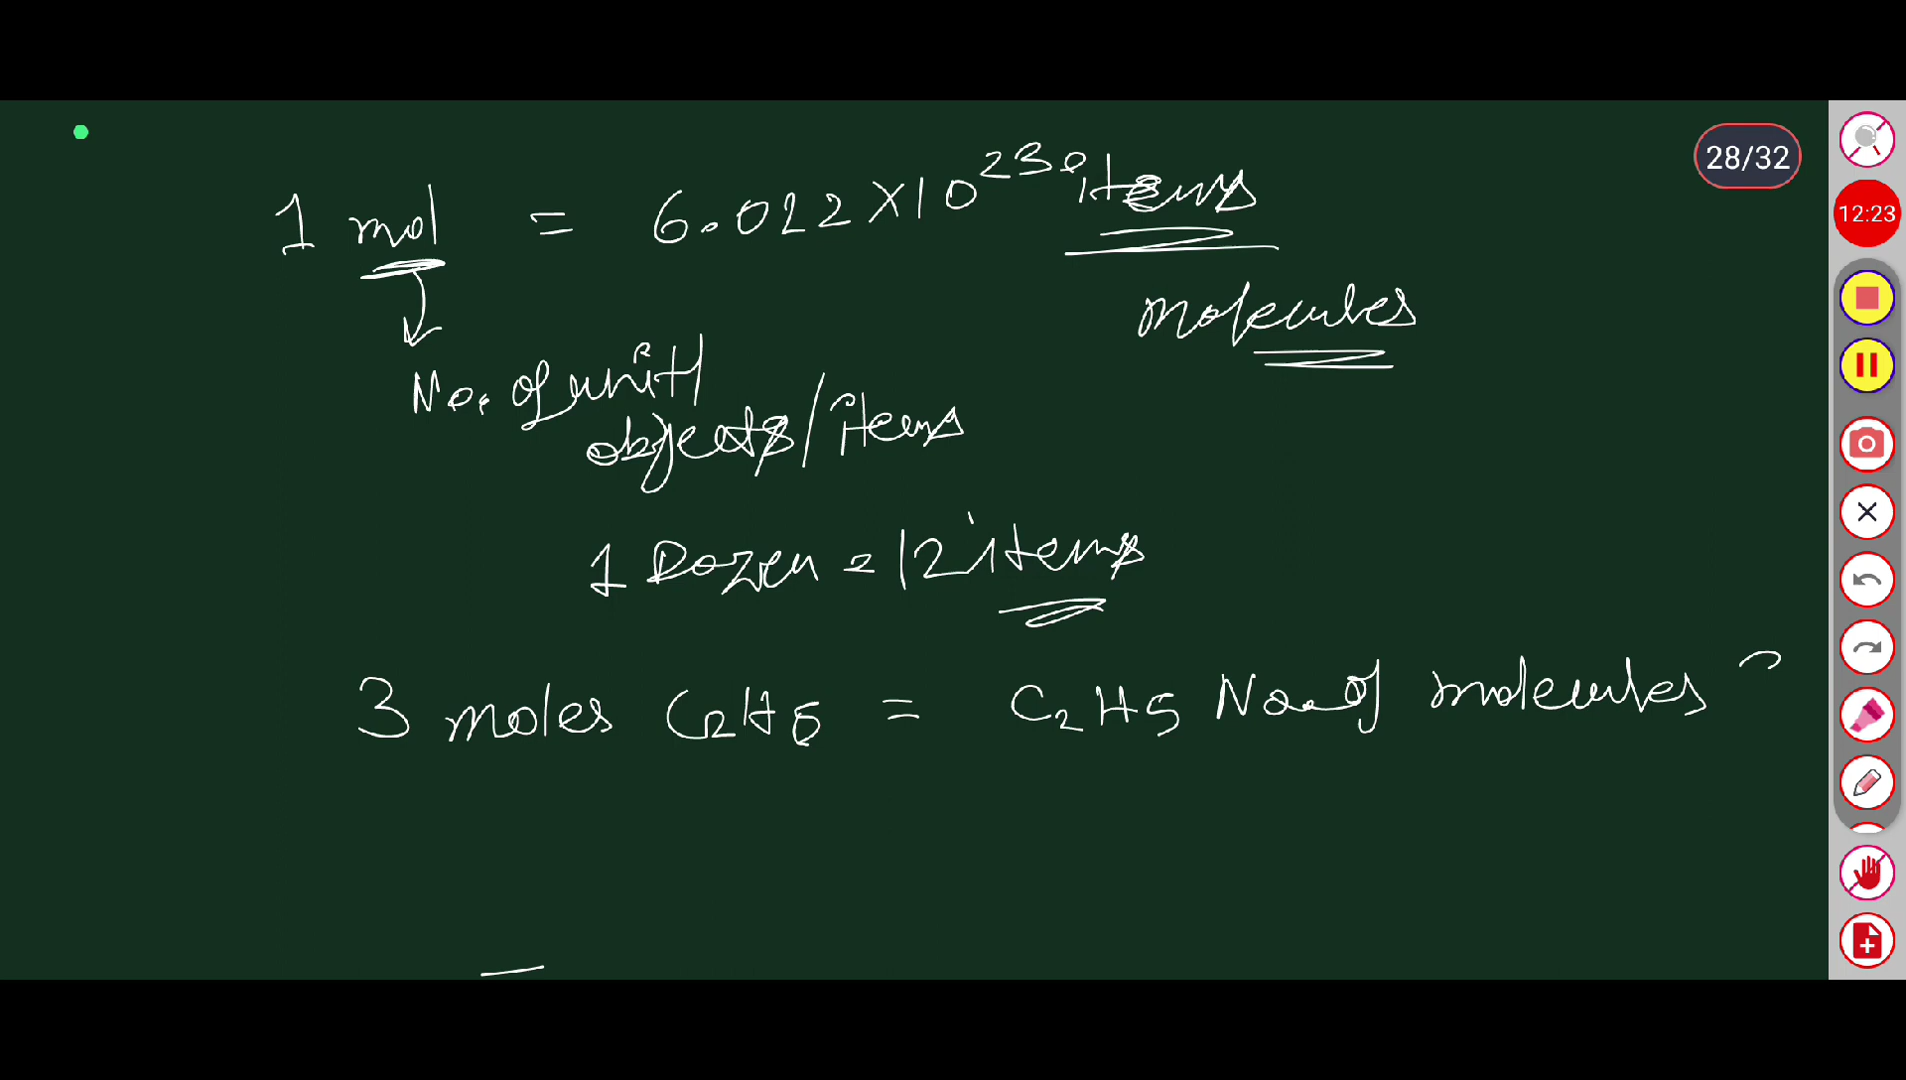 28/32
12:23
1 mol = 6.022 × 10²³ items
molecules
No. of unit
objects/items
1 Dozen = 12 items
3 moles C₂H₅ = C₂H₅ No. of molecules ?